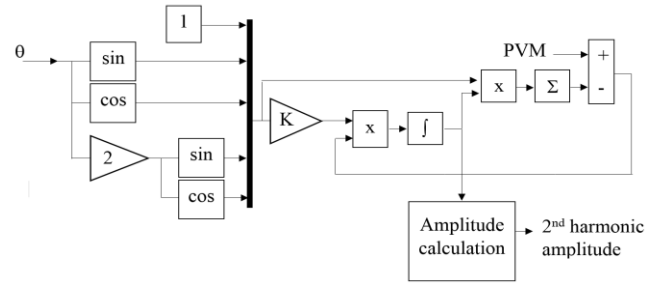 1
θ
sin
cos
2
sin
cos
K
x
∫
x
Σ
PVM
+
-
Amplitude
calculation
2nd harmonic
amplitude